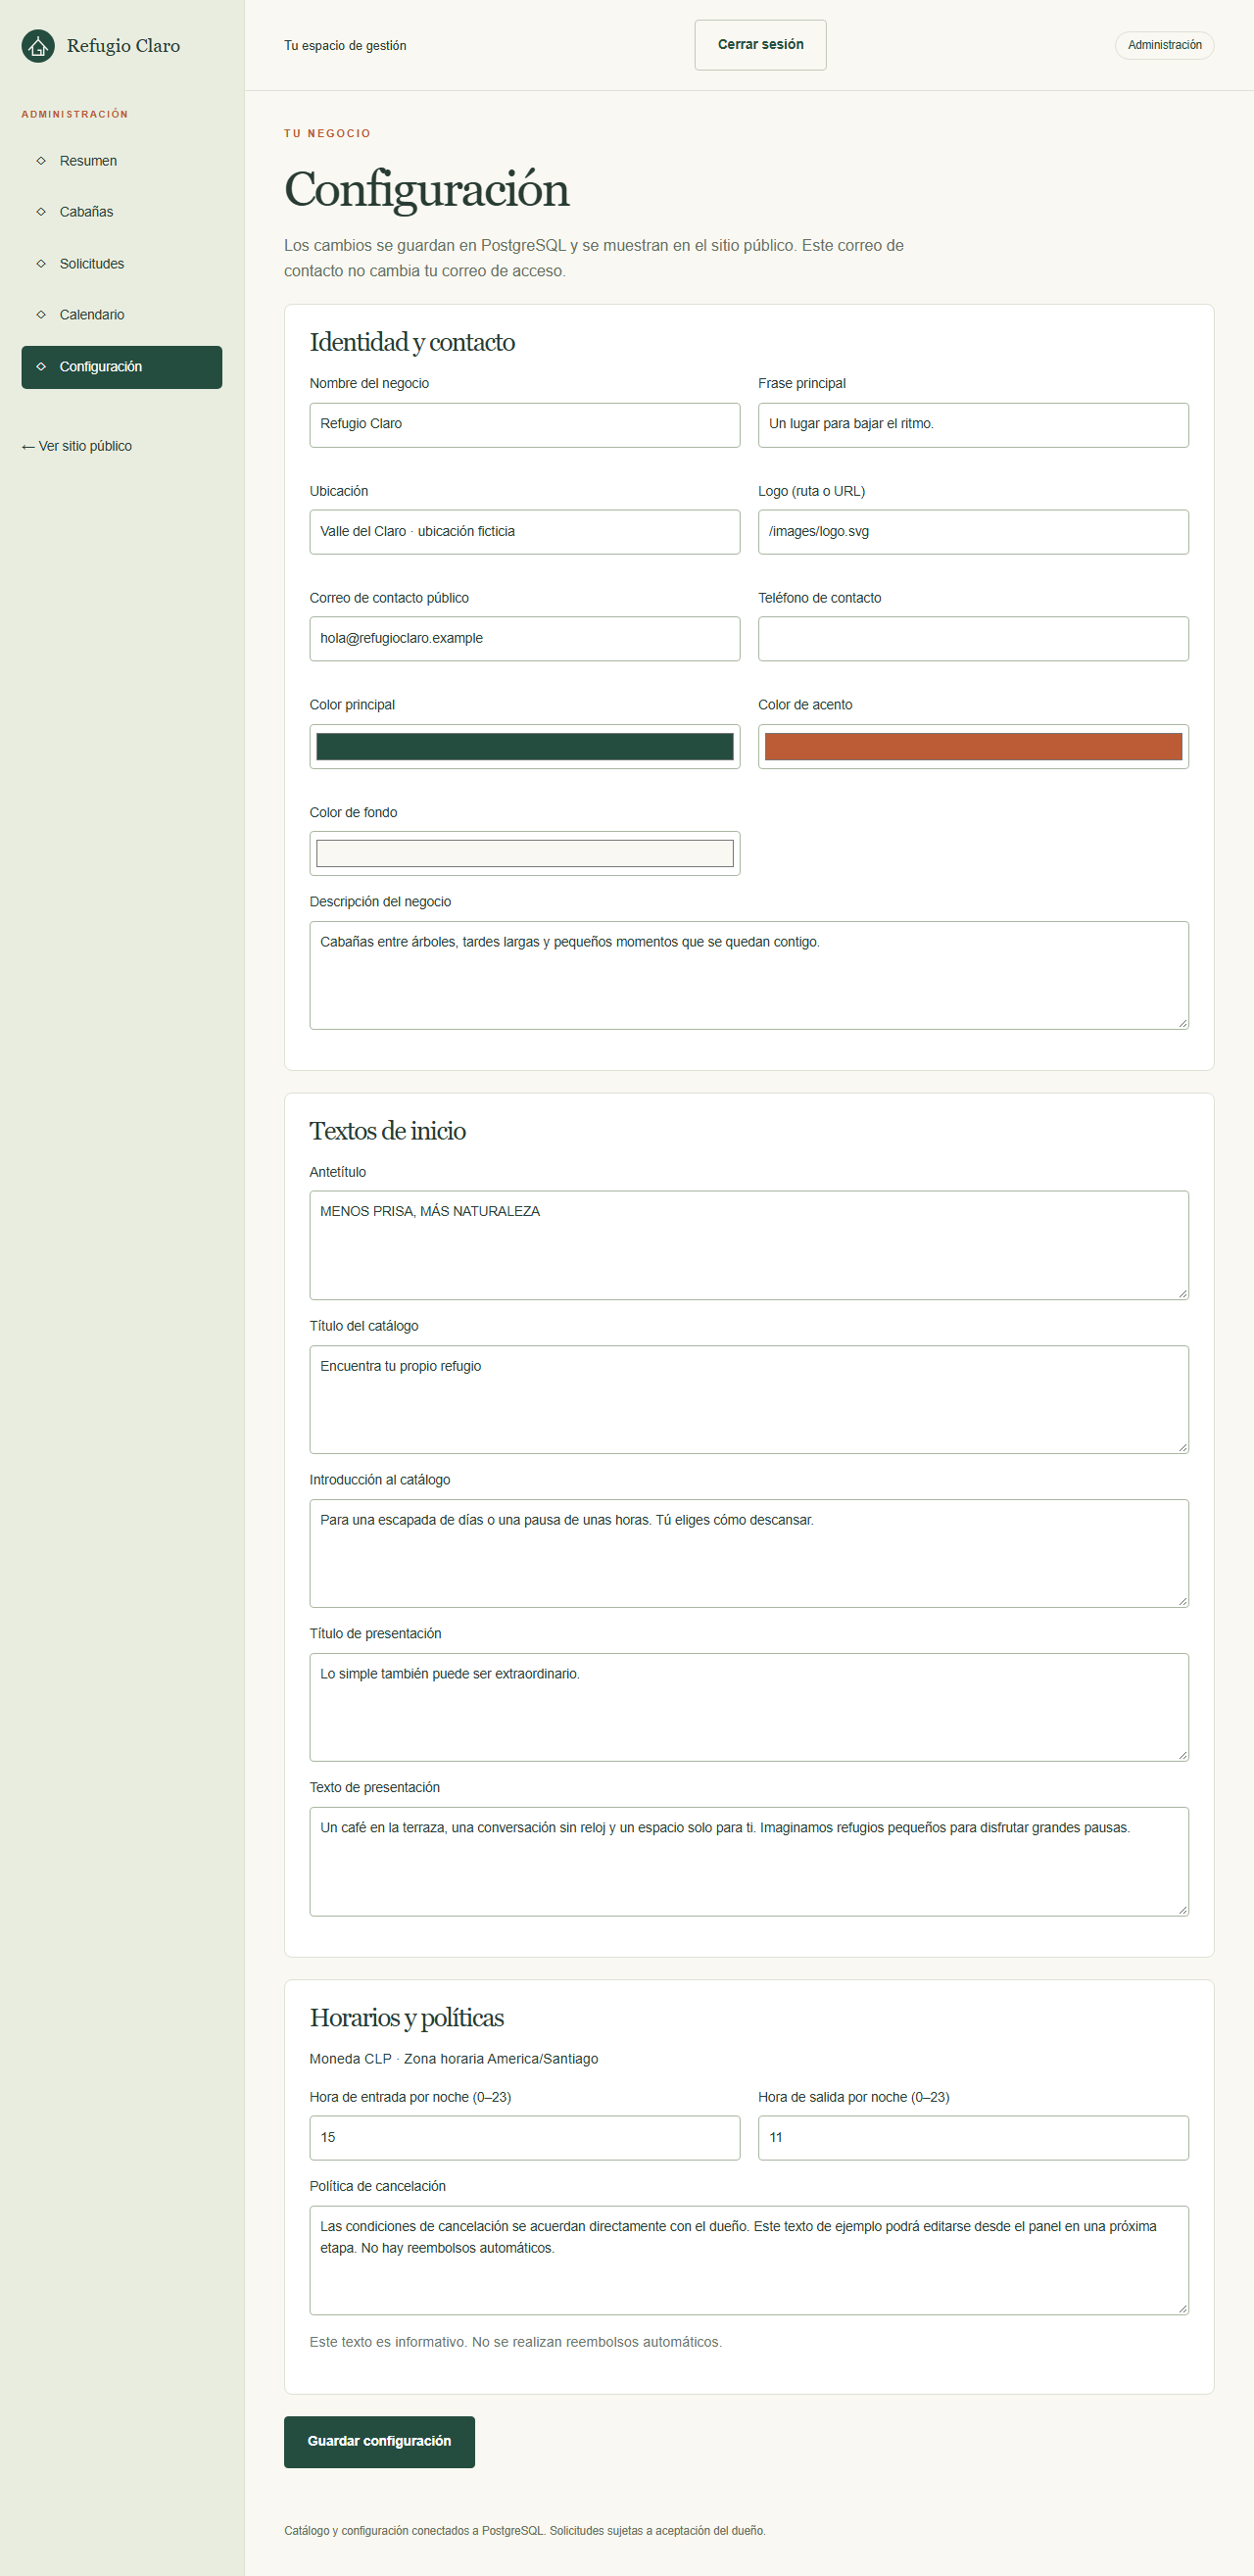 Refugio Claro
ADMINISTRACIÓN
Resumen
Cabañas
Solicitudes
Calendario
Configuración
← Ver sitio público
Tu espacio de gestión
Cerrar sesión
Administración
TU NEGOCIO
Configuración
Los cambios se guardan en PostgreSQL y se muestran en el sitio público. Este correo de
contacto no cambia tu correo de acceso.
Identidad y contacto
Nombre del negocio
Refugio Claro
Frase principal
Un lugar para bajar el ritmo.
Ubicación
Valle del Claro · ubicación ficticia
Logo (ruta o URL)
/images/logo.svg
Correo de contacto público
hola@refugioclaro.example
Teléfono de contacto
Color principal
Color de acento
Color de fondo
Descripción del negocio
Cabañas entre árboles, tardes largas y pequeños momentos que se quedan contigo.
Textos de inicio
Antetítulo
MENOS PRISA, MÁS NATURALEZA
Título del catálogo
Encuentra tu propio refugio
Introducción al catálogo
Para una escapada de días o una pausa de unas horas. Tú eliges cómo descansar.
Título de presentación
Lo simple también puede ser extraordinario.
Texto de presentación
Un café en la terraza, una conversación sin reloj y un espacio solo para ti. Imaginamos refugios pequeños para disfrutar grandes pausas.
Horarios y políticas
Moneda CLP · Zona horaria America/Santiago
Hora de entrada por noche (0–23)
15
Hora de salida por noche (0–23)
11
Política de cancelación
Las condiciones de cancelación se acuerdan directamente con el dueño. Este texto de ejemplo podrá editarse desde el panel en una próxima
etapa. No hay reembolsos automáticos.
Este texto es informativo. No se realizan reembolsos automáticos.
Guardar configuración
Catálogo y configuración conectados a PostgreSQL. Solicitudes sujetas a aceptación del dueño.